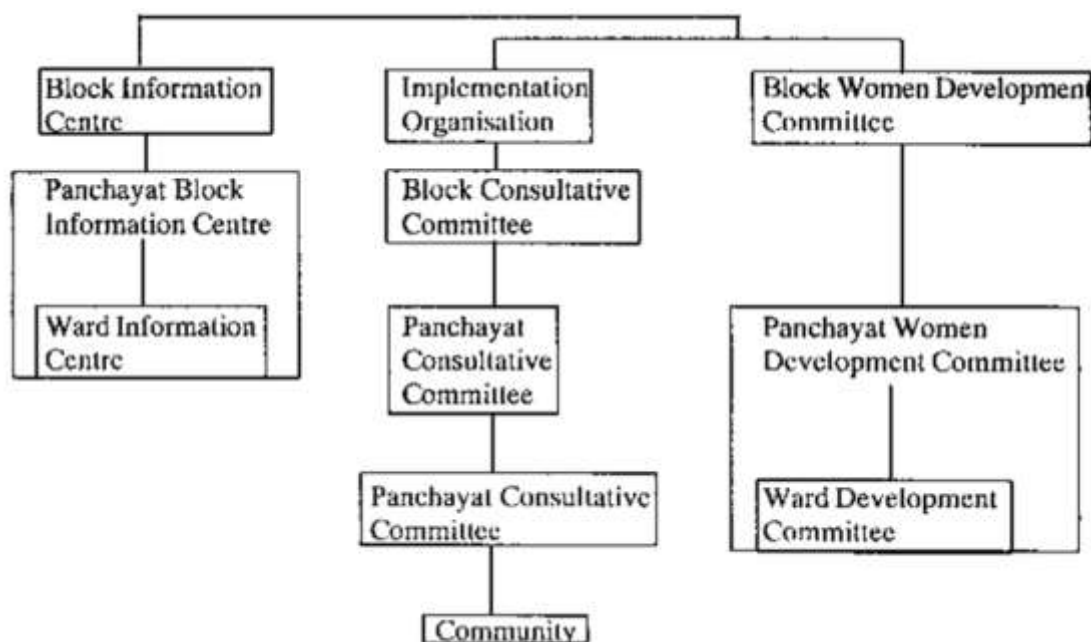 Block Information
Centre
Panchayat Block
Information Centre
Ward Information
Centre
Implementation
Organisation
Block Consultative
Committee
Panchayat
Consultative
Committee
Panchayat Consultative
Committee
Community
Block Women Development
Committee
Panchayat Women
Development Committee
Ward Development
Committee